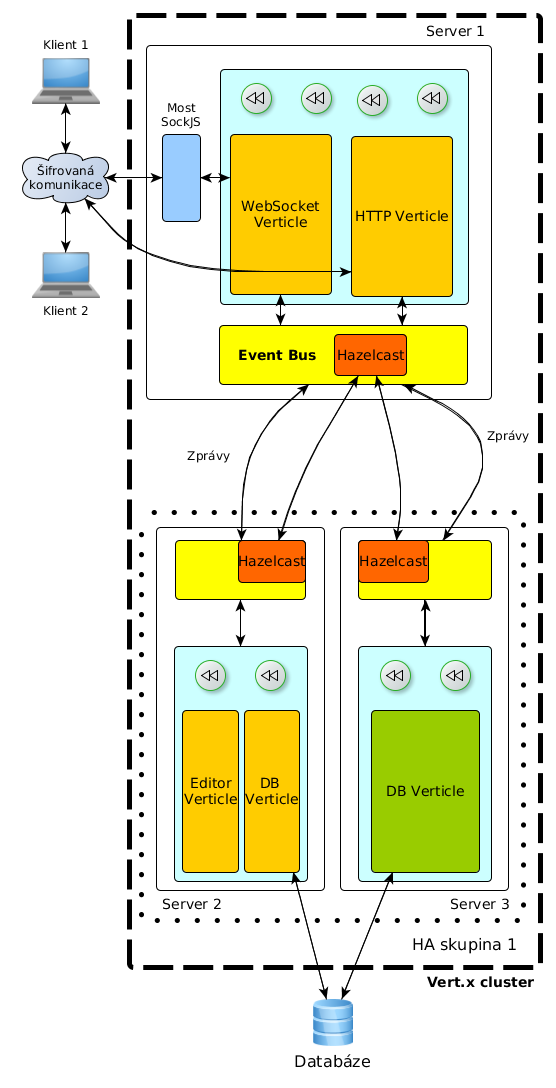 Server 1
Klient 1
Most
SockJS
Šifrovaná
komunikace
WebSocket
Verticle
HTTP Verticle
Klient 2
Event Bus
Hazelcast
Zprávy
Zprávy
Hazelcast
Hazelcast
Editor
Verticle
DB
Verticle
DB Verticle
Server 2
Server 3
HA skupina 1
Vert.x cluster
Databáze